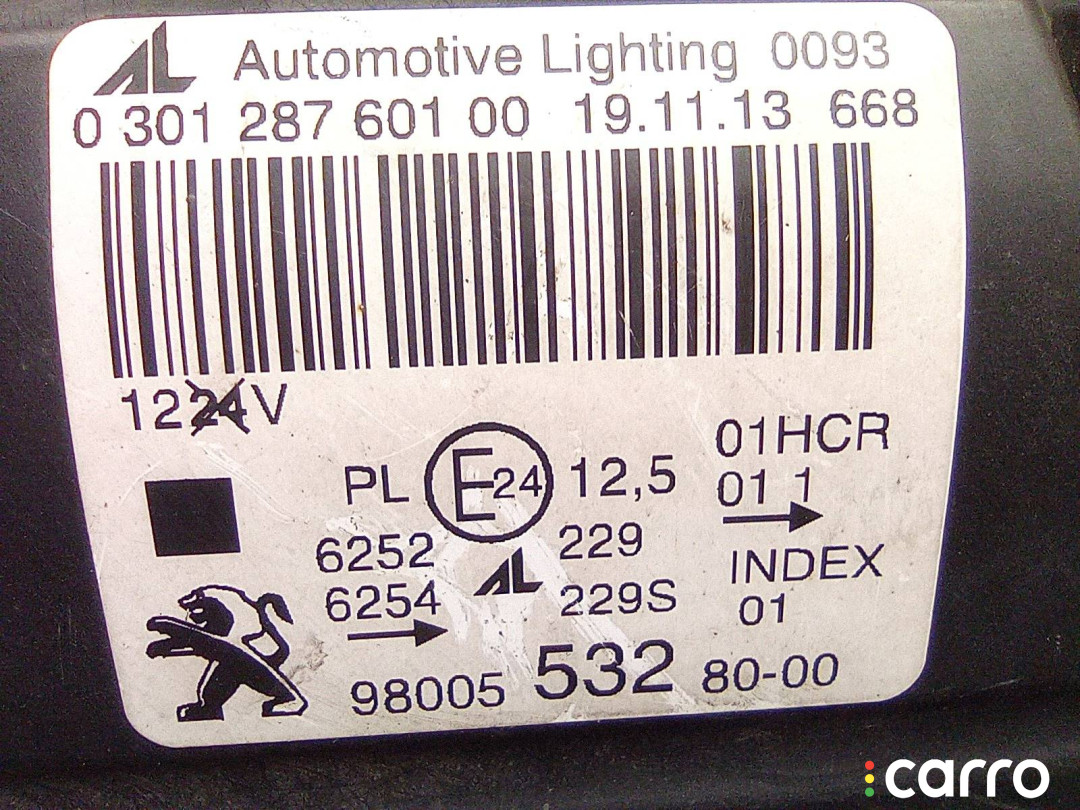 AL Automotive Lighting 0093
0 301 287 601 00 19.11.13 668
1224V
PL E24 12,5 01HCR
01 1
6252 AL 229 INDEX
6254 229S 01
98005 532 80-00
carro